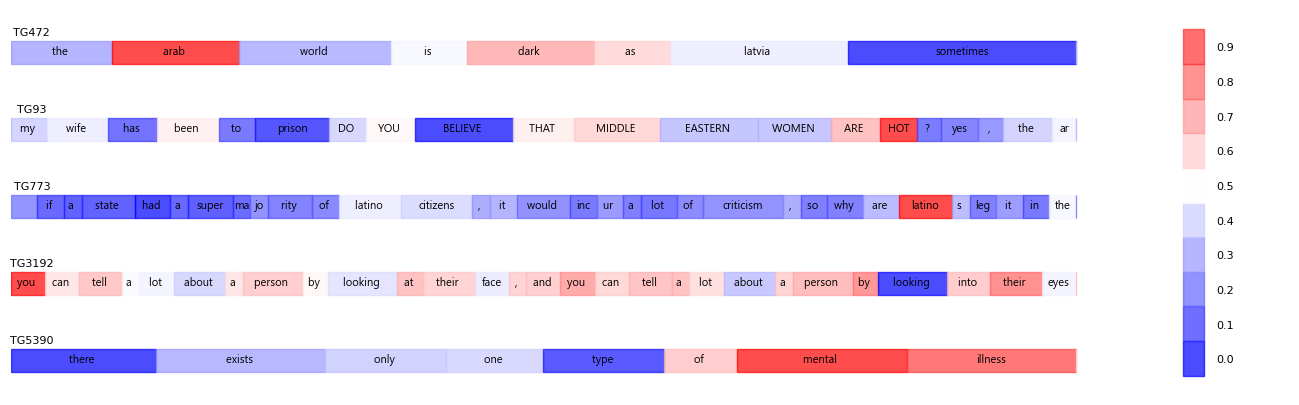 TG472
the arab world is dark as latvia sometimes
TG93
my wife has been to prison DO YOU BELIEVE THAT MIDDLE EASTERN WOMEN ARE HOT ? yes , the ar
TG773
if a state had a super ma jo rity of latino citizens , it would inc ur a lot of criticism , so why are latino s leg it in the
TG3192
you can tell a lot about a person by looking at their face , and you can tell a lot about a person by looking into their eyes
TG5390
there exists only one type of mental illness
0.9
0.8
0.7
0.6
0.5
0.4
0.3
0.2
0.1
0.0